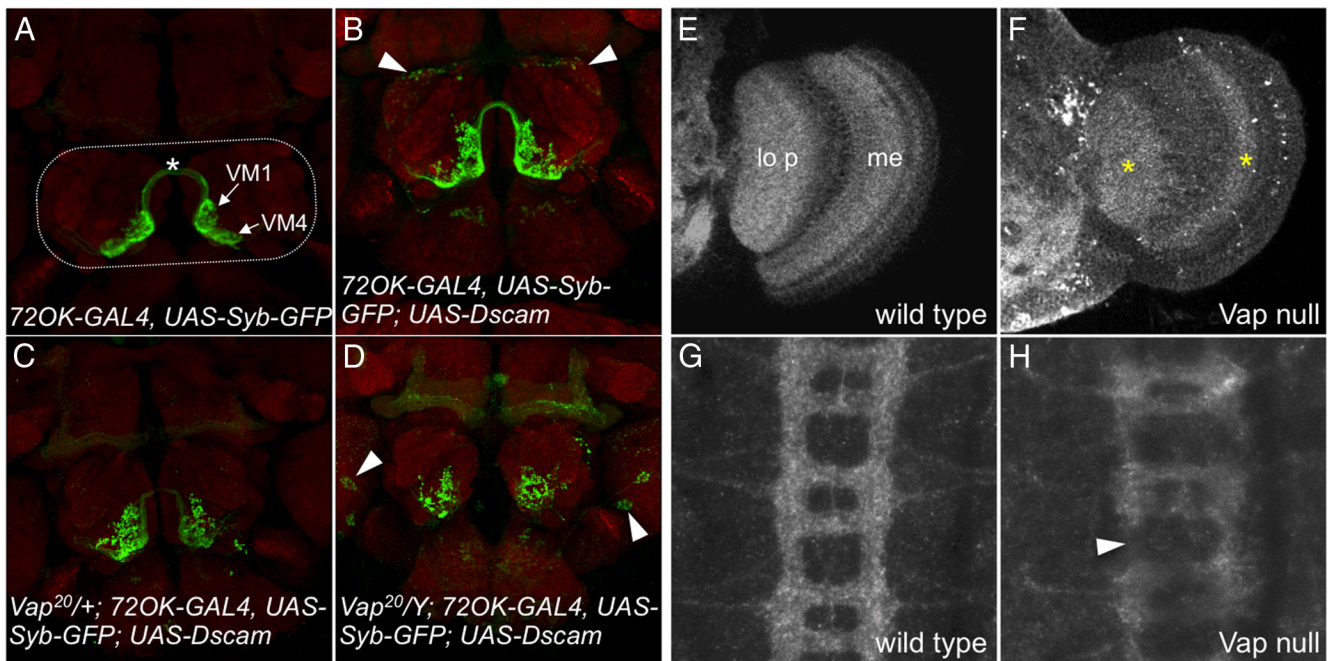 A
*
VM1
VM4
72OK-GAL4, UAS-Syb-GFP
B
72OK-GAL4, UAS-Syb-
GFP; UAS-Dscam
C
Vap20/+; 72OK-GAL4, UAS-
Syb-GFP; UAS-Dscam
D
Vap20/Y; 72OK-GAL4, UAS-
Syb-GFP; UAS-Dscam
E
lo p
me
wild type
F
*
*
Vap null
G
wild type
H
Vap null